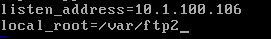 listen_address=10.1.100.106
local_root=/var/ftp2